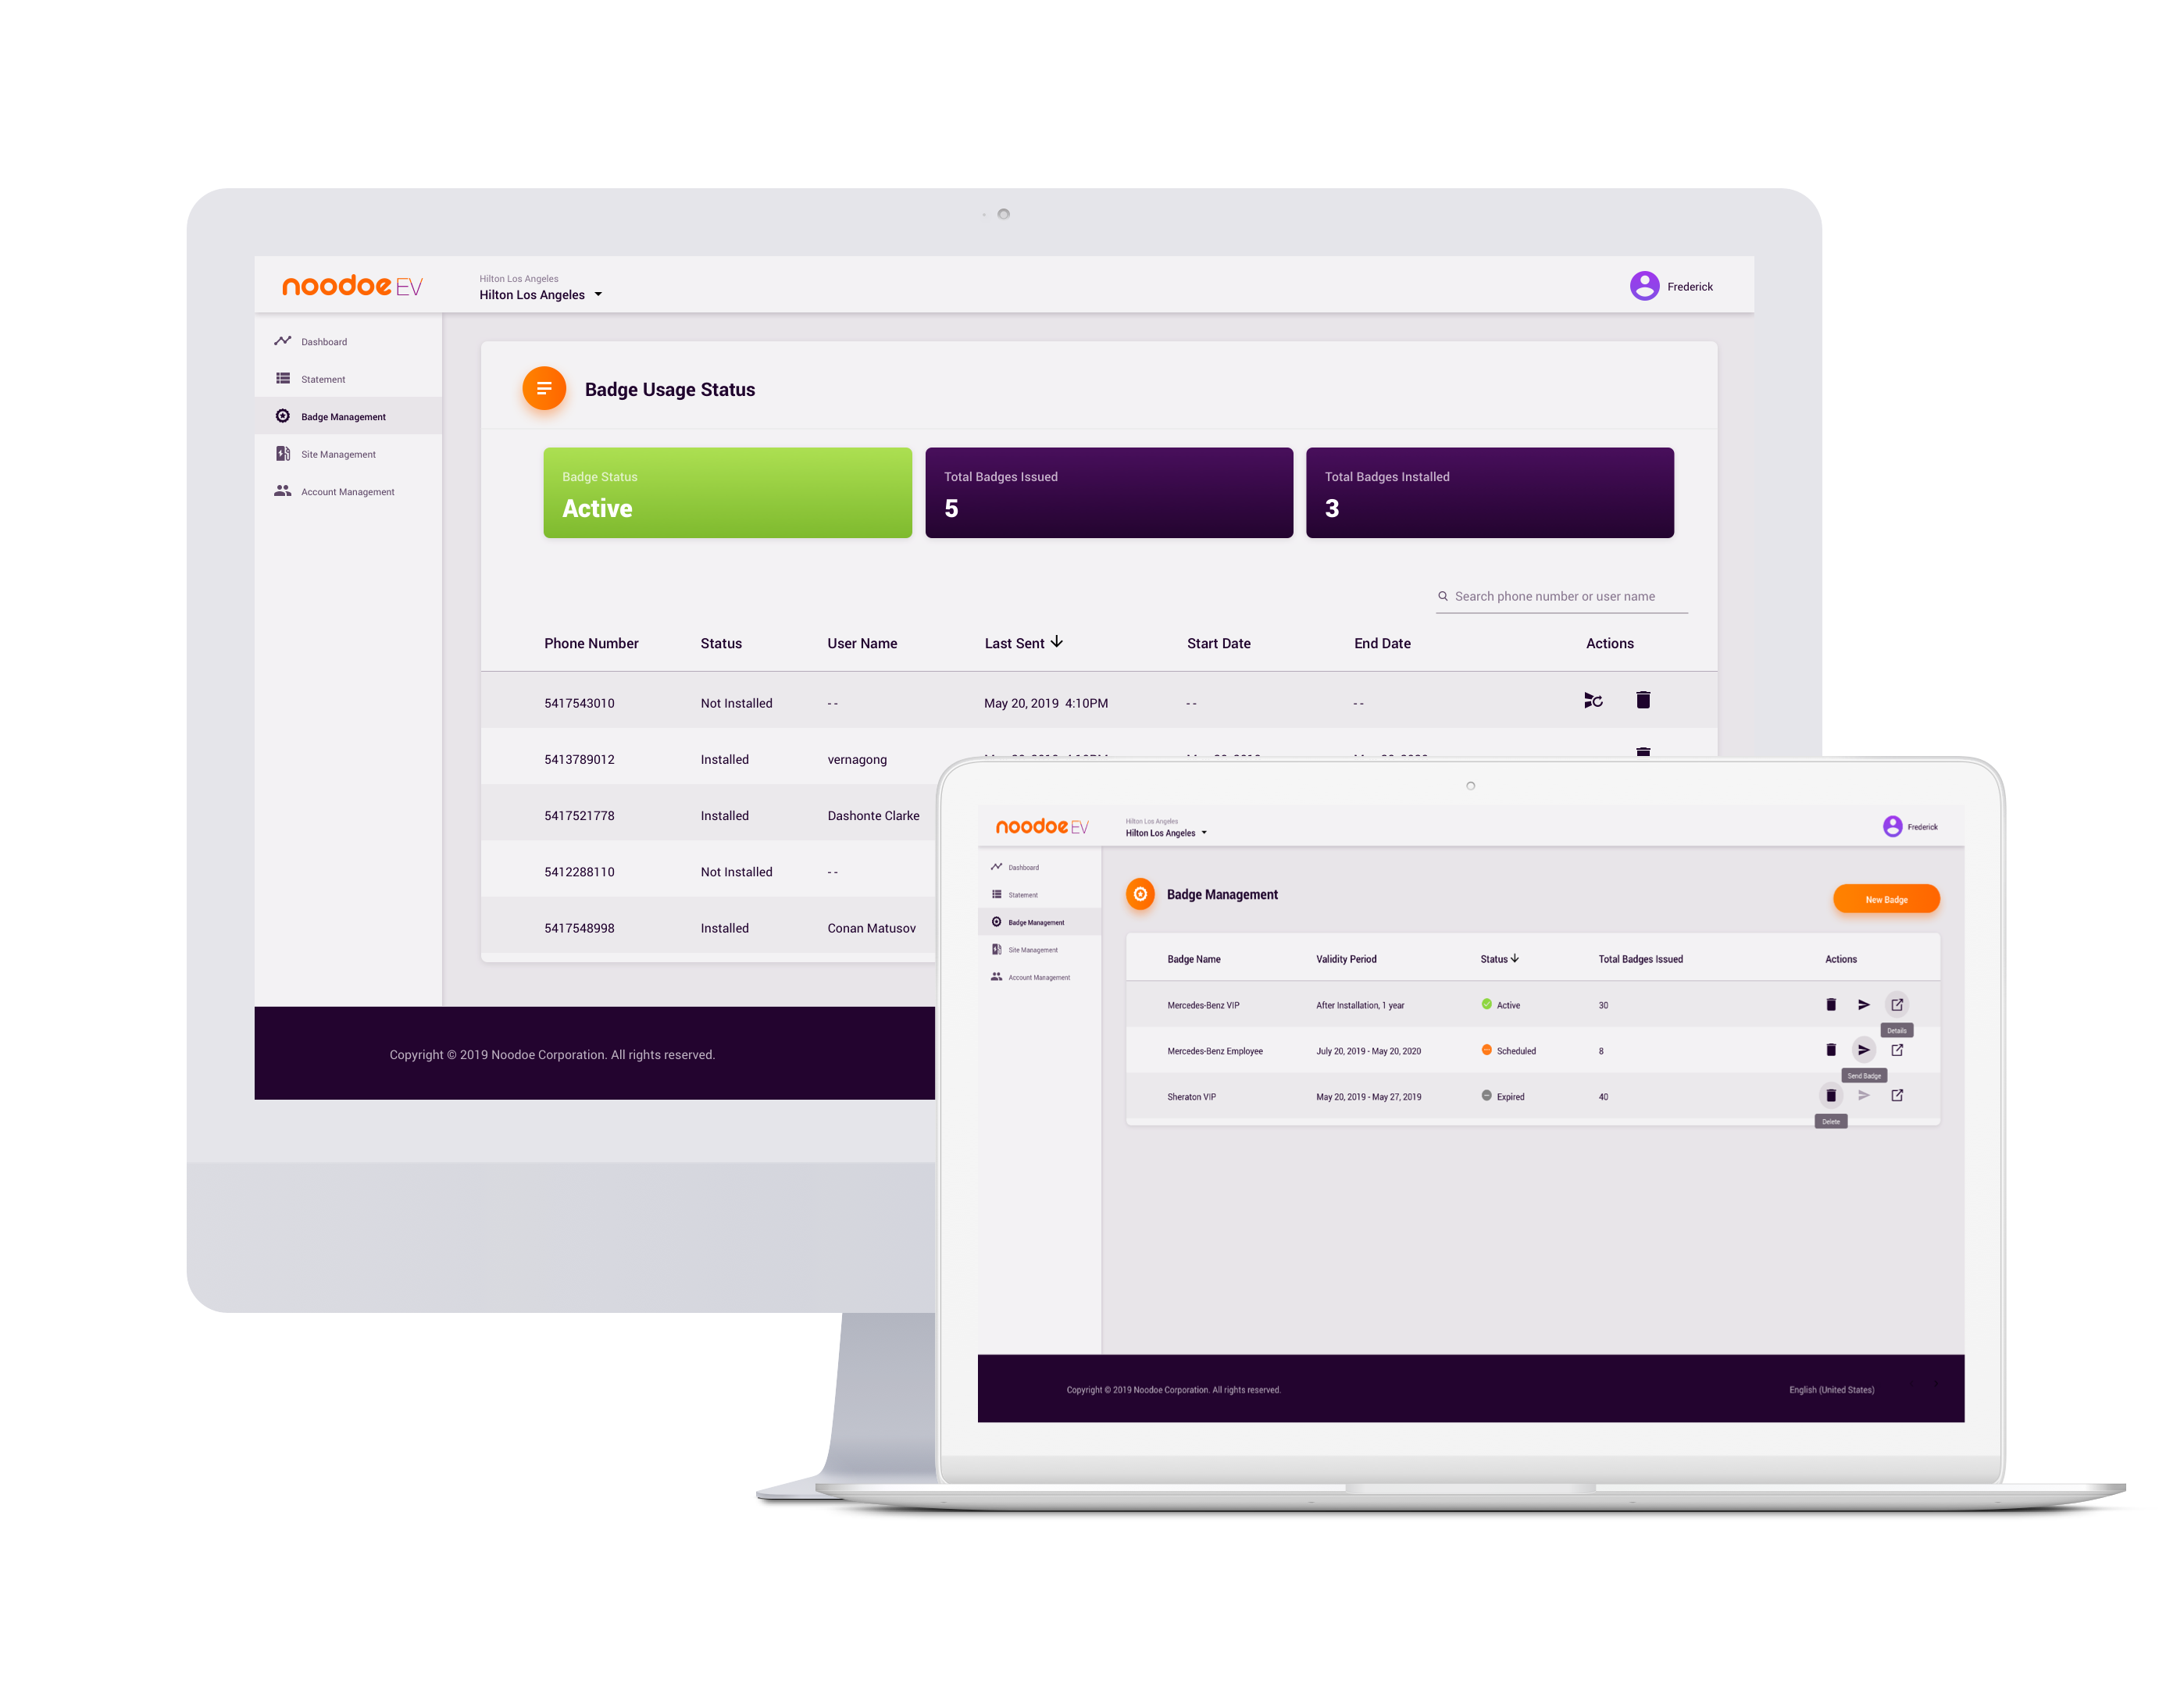 noodoe EV
Hilton Los Angeles
Hilton Los Angeles
Frederick
Dashboard
Statement
Badge Management
Site Management
Account Management
Badge Usage Status
Badge Status
Active
Total Badges Issued
5
Total Badges Installed
3
Search phone number or user name
Phone Number Status User Name Last Sent Start Date End Date Actions
5417543010 Not Installed -- May 20, 2019 4:10PM -- --
5413789012 Installed vernagong
5417521778 Installed Dashonte Clarke
5412288110 Not Installed --
5417548998 Installed Conan Matusov
Copyright © 2019 Noodoe Corporation. All rights reserved.
noodoe EV
Hilton Los Angeles
Hilton Los Angeles
Frederick
Dashboard
Statement
Badge Management
Site Management
Account Management
Badge Management
New Badge
Badge Name Validity Period Status Total Badges Issued Actions
Mercedes-Benz VIP After Installation, 1 year Active 30
Details
Mercedes-Benz Employee July 20, 2019 - May 20, 2020 Scheduled 8
Send Badge
Sheraton VIP May 20, 2019 - May 27, 2019 Expired 40
Delete
Copyright © 2019 Noodoe Corporation. All rights reserved.
English (United States)